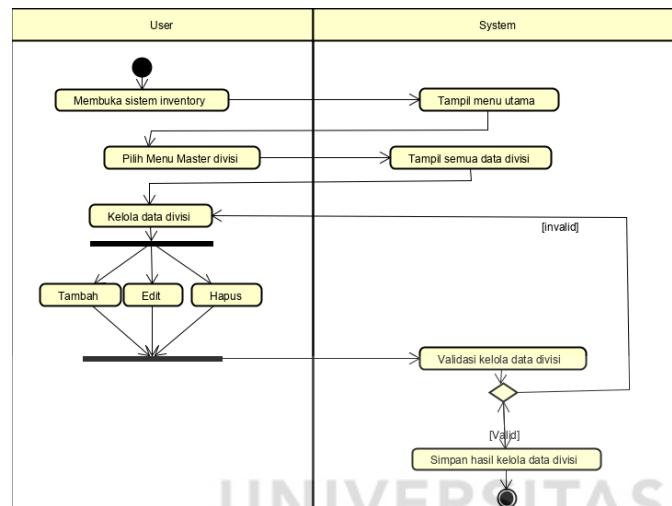 User
System
Membuka sistem inventory
Tampil menu utama
Pilih Menu Master divisi
Tampil semua data divisi
Kelola data divisi
[invalid]
Tambah
Edit
Hapus
Validasi kelola data divisi
[Valid]
Simpan hasil kelola data divisi
UNIVERSITAS